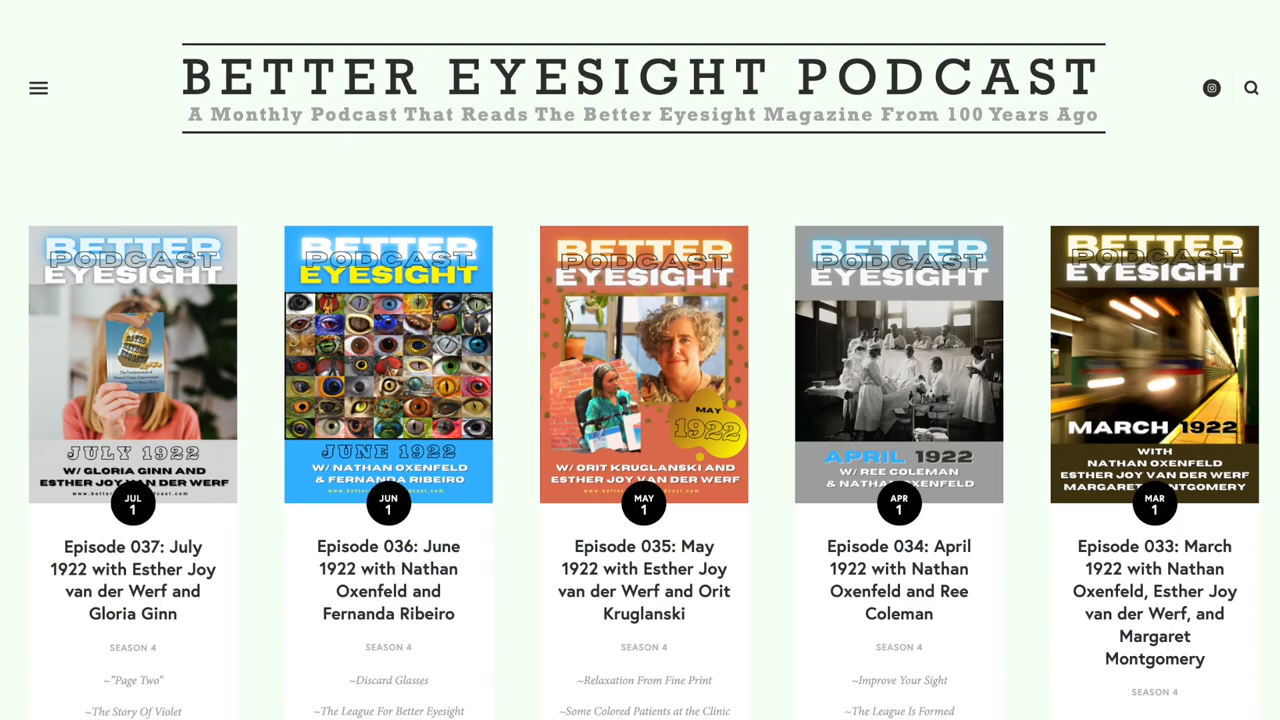 BETTER EYESIGHT PODCAST
A Monthly Podcast That Reads The Better Eyesight Magazine From 100 Years Ago
BETTER
PODCAST
EYESIGHT
JULY 1922
W/ GLORIA GINN AND
ESTHER JOY VAN DER WERF
JUL
1
Episode 037: July
1922 with Esther Joy
van der Werf and
Gloria Ginn
SEASON 4
~"Page Two"
~The Story Of Violet
BETTER
PODCAST
EYESIGHT
JUNE 1922
W/ NATHAN OXENFELD
& FERNANDA RIBEIRO
JUN
1
Episode 036: June
1922 with Nathan
Oxenfeld and
Fernanda Ribeiro
SEASON 4
~Discard Glasses
~The League For Better Eyesight
BETTER
PODCAST
EYESIGHT
MAY
1922
W/ ORIT KRUGLANSKI AND
ESTHER JOY VAN DER WERF
MAY
1
Episode 035: May
1922 with Esther Joy
van der Werf and Orit
Kruglanski
SEASON 4
~Relaxation From Fine Print
~Some Colored Patients at the Clinic
BETTER
PODCAST
EYESIGHT
APRIL 1922
W/ REE COLEMAN
& NATHAN OXENFELD
APR
1
Episode 034: April
1922 with Nathan
Oxenfeld and Ree
Coleman
SEASON 4
~Improve Your Sight
~The League Is Formed
BETTER
PODCAST
EYESIGHT
MARCH 1922
WITH
NATHAN OXENFELD
ESTHER JOY VAN DER WERF
MARGARET MONTGOMERY
MAR
1
Episode 033: March
1922 with Nathan
Oxenfeld, Esther Joy
van der Werf, and
Margaret
Montgomery
SEASON 4